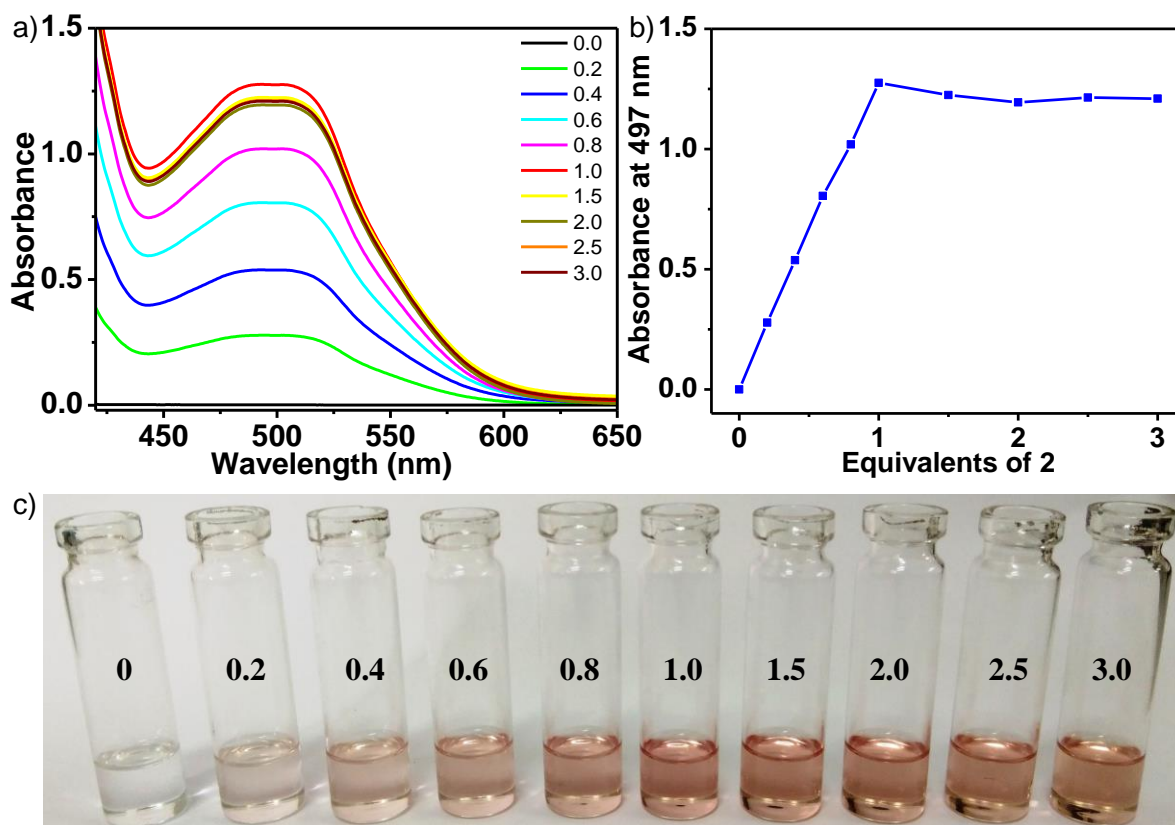 a)
1.5
1.0
0.5
0.0
Absorbance
450 500 550 600 650
Wavelength (nm)
0.0
0.2
0.4
0.6
0.8
1.0
1.5
2.0
2.5
3.0
b)
1.5
1.0
0.5
0.0
Absorbance at 497 nm
0 1 2 3
Equivalents of 2
c)
0 0.2 0.4 0.6 0.8 1.0 1.5 2.0 2.5 3.0